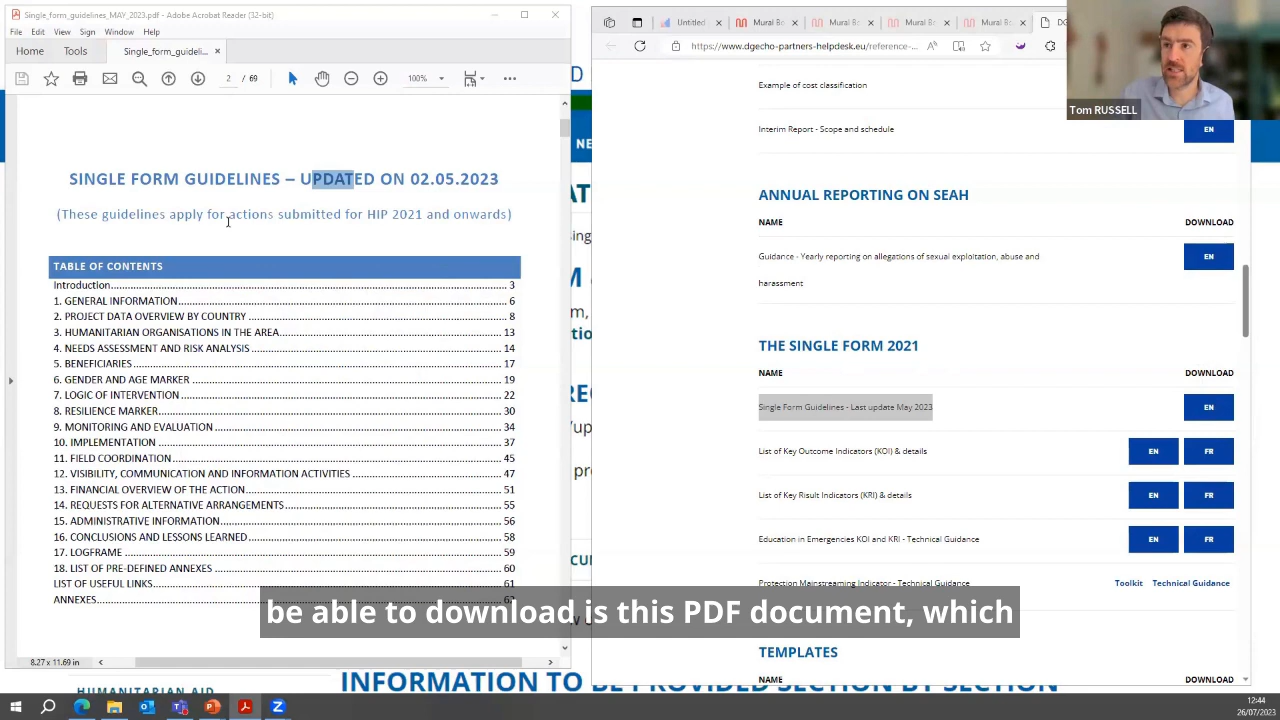 Single_form_guidelines_MAY_2023.pdf - Adobe Acrobat Reader (32-bit)
File Edit View Sign Window Help
Home Tools Single_form_guideli... ×
2 / 69 100%
SINGLE FORM GUIDELINES – UPDATED ON 02.05.2023
(These guidelines apply for actions submitted for HIP 2021 and onwards)
TABLE OF CONTENTS
Introduction 3
1. GENERAL INFORMATION 6
2. PROJECT DATA OVERVIEW BY COUNTRY 8
3. HUMANITARIAN ORGANISATIONS IN THE AREA 13
4. NEEDS ASSESSMENT AND RISK ANALYSIS 14
5. BENEFICIARIES 17
6. GENDER AND AGE MARKER 19
7. LOGIC OF INTERVENTION 22
8. RESILIENCE MARKER 30
9. MONITORING AND EVALUATION 34
10. IMPLEMENTATION 37
11. FIELD COORDINATION 45
12. VISIBILITY, COMMUNICATION AND INFORMATION ACTIVITIES 47
13. FINANCIAL OVERVIEW OF THE ACTION 51
14. REQUESTS FOR ALTERNATIVE ARRANGEMENTS 55
15. ADMINISTRATIVE INFORMATION 56
16. CONCLUSIONS AND LESSONS LEARNED 58
17. LOGFRAME 59
18. LIST OF PRE-DEFINED ANNEXES 60
LIST OF USEFUL LINKS 61
ANNEXES
8.27 x 11.69 in
Untitled Mural Bo Mural Bo Mural Bo Mural Bo
https://www.dgecho-partners-helpdesk.eu/reference-...
Tom RUSSELL
Example of cost classification
Interim Report - Scope and schedule EN
ANNUAL REPORTING ON SEAH
NAME DOWNLOAD
Guidance - Yearly reporting on allegations of sexual exploitation, abuse and EN
harassment
THE SINGLE FORM 2021
NAME DOWNLOAD
Single Form Guidelines - Last update May 2023 EN
List of Key Outcome Indicators (KOI) & details EN FR
List of Key Risult Indicators (KRI) & details EN FR
Education in Emergencies KOI and KRI - Technical Guidance EN FR
Protection Mainstreaming Indicator - Technical Guidance Toolkit Technical Guidance
TEMPLATES
NAME DOWNLOAD
be able to download is this PDF document, which
HUMANITARIAN AID
INFORMATION TO BE PROVIDED SECTION BY SECTION
12:44
26/07/2023